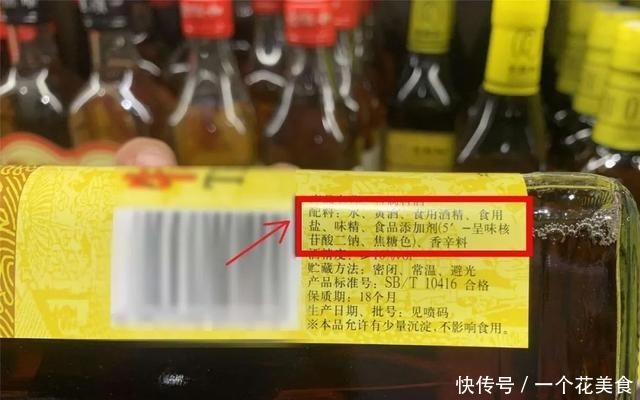 配料：水、黄酒、食用酒精、食用
盐、味精、食品添加剂(5′-呈味核
苷酸二钠、焦糖色)、香辛料
贮藏方法：密闭、常温、避光
产品标准号：SB/T 10416 合格
保质期：18个月
生产日期、批号：见喷码
※本品允许有少量沉淀，不影响食用。
快传号／一个花美食